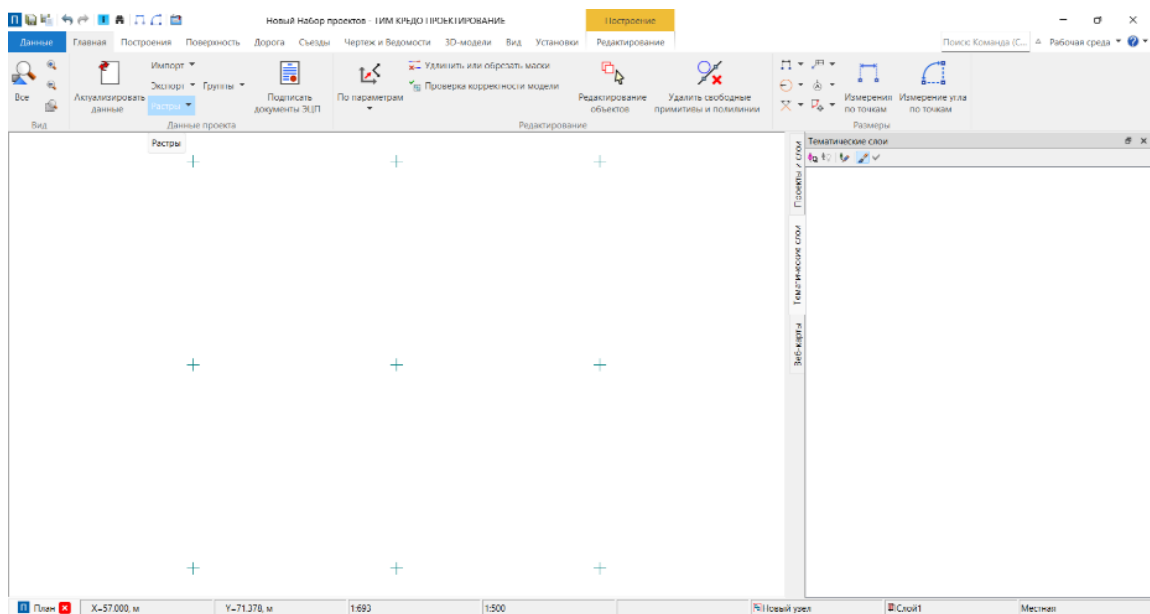 Новый Набор проектов - ТИМ КРЕДО ПРОЕКТИРОВАНИЕ
Построение
Данные Главная Построения Поверхность Дорога Съезды Чертеж и Ведомости 3D-модели Вид Установки Редактирование
Поиск: Команда (С... Рабочая среда
Все
Вид
Актуализировать данные
Импорт
Экспорт Группы
Растры
Подписать документы ЭЦП
Данные проекта
По параметрам
Удлинить или обрезать маски
Проверка корректности модели
Редактирование объектов
Удалить свободные примитивы и полилинии
Редактирование
Измерения по точкам
Измерение угла по точкам
Размеры
Растры
Проекты и слои
Тематические слои
Веб-карты
Тематические слои
План
X=57.000, м
Y=71.378, м
1:693
1:500
Новый узел
Слой1
Местная